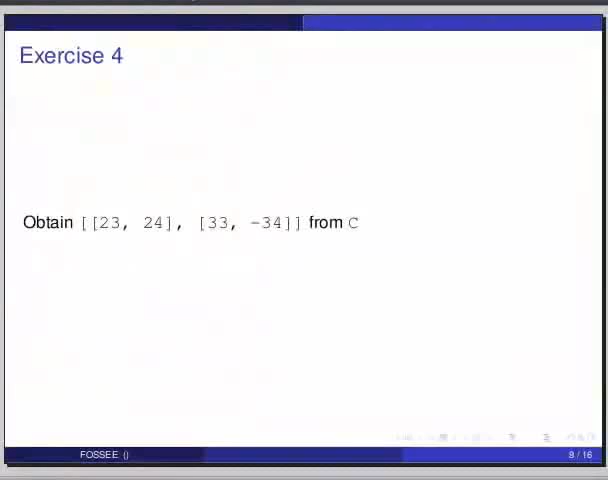 Exercise 4
Obtain [[23, 24], [33, -34]] from C
FOSSEE ()
8 / 16